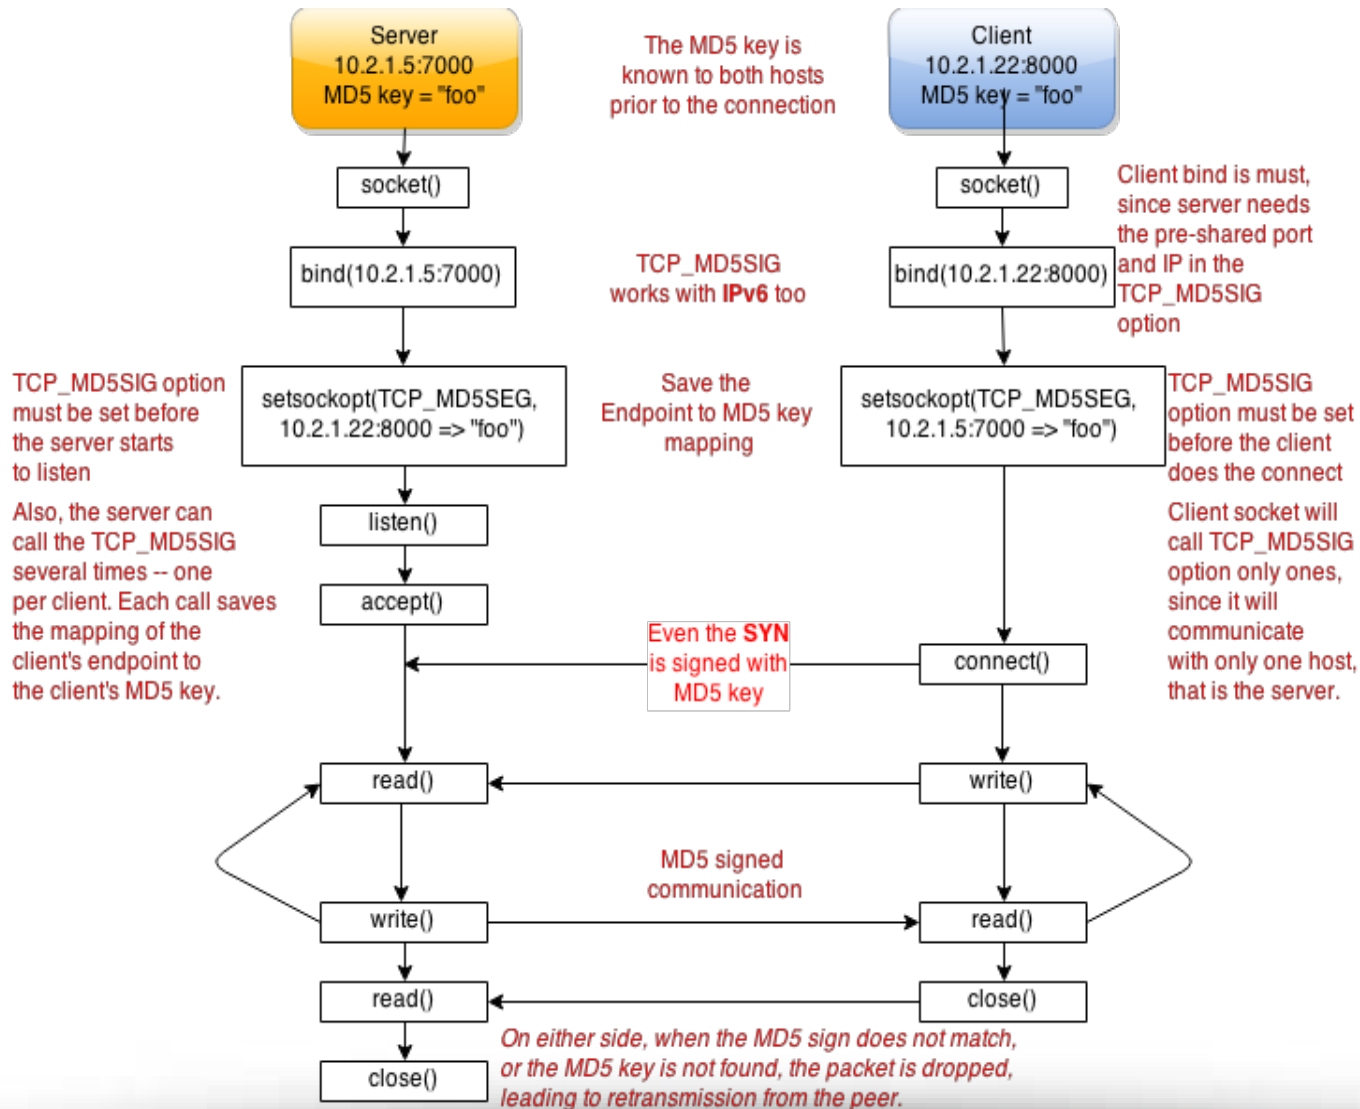 Server
10.2.1.5:7000
MD5 key = "foo"
The MD5 key is
known to both hosts
prior to the connection
Client
10.2.1.22:8000
MD5 key = "foo"
socket()
socket()
Client bind is must,
since server needs
the pre-shared port
and IP in the
TCP_MD5SIG
option
bind(10.2.1.5:7000)
TCP_MD5SIG
works with IPv6 too
bind(10.2.1.22:8000)
TCP_MD5SIG option
must be set before
the server starts
to listen
setsockopt(TCP_MD5SEG,
10.2.1.22:8000 => "foo")
Save the
Endpoint to MD5 key
mapping
setsockopt(TCP_MD5SEG,
10.2.1.5:7000 => "foo")
TCP_MD5SIG
option must be set
before the client
does the connect
Also, the server can
call the TCP_MD5SIG
several times -- one
per client. Each call saves
the mapping of the
client's endpoint to
the client's MD5 key.
listen()
accept()
Client socket will
call TCP_MD5SIG
option only ones,
since it will
communicate
with only one host,
that is the server.
Even the SYN
is signed with
MD5 key
connect()
read()
write()
MD5 signed
communication
write()
read()
read()
close()
On either side, when the MD5 sign does not match,
or the MD5 key is not found, the packet is dropped,
leading to retransmission from the peer.
close()